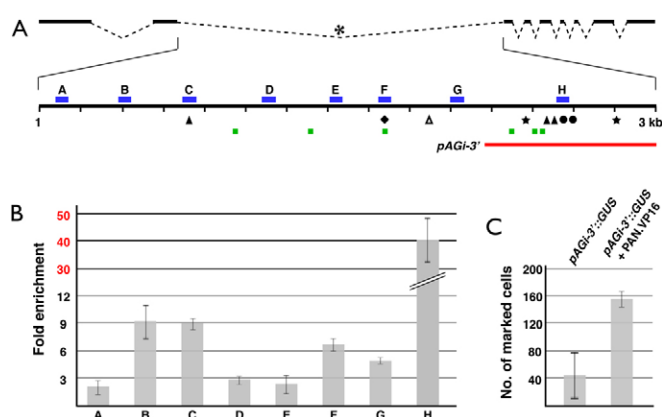 A
*
A B C D E F G H
1 3 kb
pAGi-3'
B
Fold enrichment
50
40
30
12
9
6
3
A B C D E F G H
C
pAGi-3'::GUS
pAGi-3'::GUS
+ PAN.VP16
No. of marked cells
200
160
120
80
40